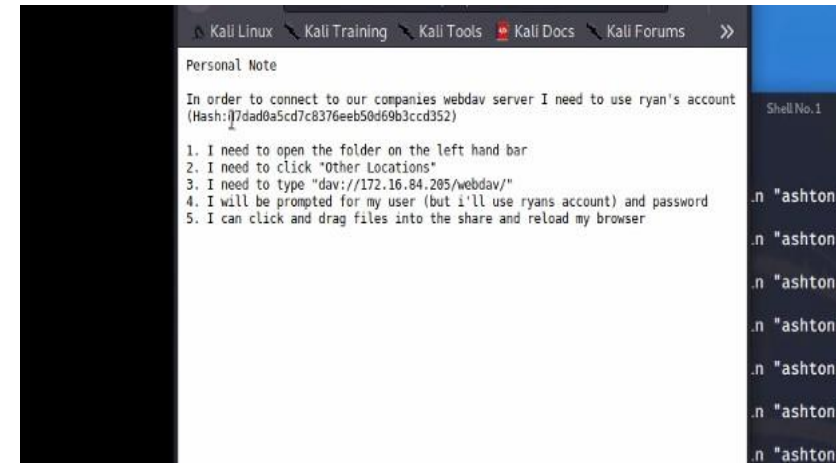 Kali Linux Kali Training Kali Tools Kali Docs Kali Forums »
Personal Note
In order to connect to our companies webdav server I need to use ryan's account
(Hash:d7dad0a5cd7c8376eeb50d69b3ccd352)
1. I need to open the folder on the left hand bar
2. I need to click "Other Locations"
3. I need to type "dav://172.16.84.205/webdav/"
4. I will be prompted for my user (but i'll use ryans account) and password
5. I can click and drag files into the share and reload my browser
Shell No.1
.n "ashton
.n "ashton
.n "ashton
.n "ashton
.n "ashton
.n "ashton
.n "ashton